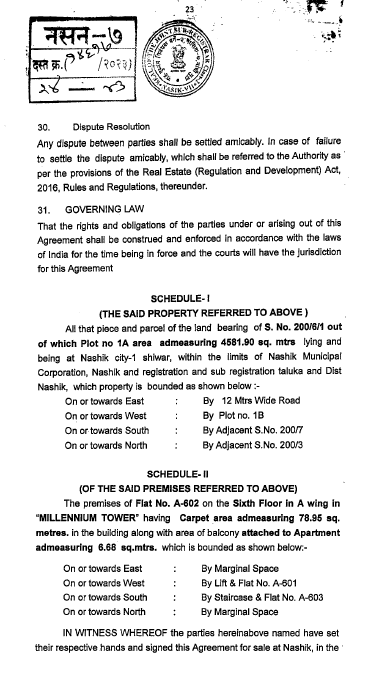 23
नसन-७
दस्त क्र. (१४६१७/२०२३)
२४ — ४३
30. Dispute Resolution
Any dispute between parties shall be settled amicably. In case of failure
to settle the dispute amicably, which shall be referred to the Authority as
per the provisions of the Real Estate (Regulation and Development) Act,
2016, Rules and Regulations, thereunder.
31. GOVERNING LAW
That the rights and obligations of the parties under or arising out of this
Agreement shall be construed and enforced in accordance with the laws
of India for the time being in force and the courts will have the jurisdiction
for this Agreement
SCHEDULE- I
(THE SAID PROPERTY REFERRED TO ABOVE )
All that piece and parcel of the land bearing of S. No. 200/6/1 out
of which Plot no 1A area admeasuring 4581.90 sq. mtrs lying and
being at Nashik city-1 shiwar, within the limits of Nashik Municipal
Corporation, Nashik and registration and sub registration taluka and Dist
Nashik, which property is bounded as shown below :-
On or towards East : By 12 Mtrs Wide Road
On or towards West : By Plot no. 1B
On or towards South : By Adjacent S.No. 200/7
On or towards North : By Adjacent S.No. 200/3
SCHEDULE- II
(OF THE SAID PREMISES REFERRED TO ABOVE)
The premises of Flat No. A-602 on the Sixth Floor in A wing in
“MILLENNIUM TOWER” having Carpet area admeasuring 78.95 sq.
metres. in the building along with area of balcony attached to Apartment
admeasuring 6.68 sq.mtrs. which is bounded as shown below:-
On or towards East : By Marginal Space
On or towards West : By Lift & Flat No. A-601
On or towards South : By Staircase & Flat No. A-603
On or towards North : By Marginal Space
IN WITNESS WHEREOF the parties hereinabove named have set
their respective hands and signed this Agreement for sale at Nashik, in the